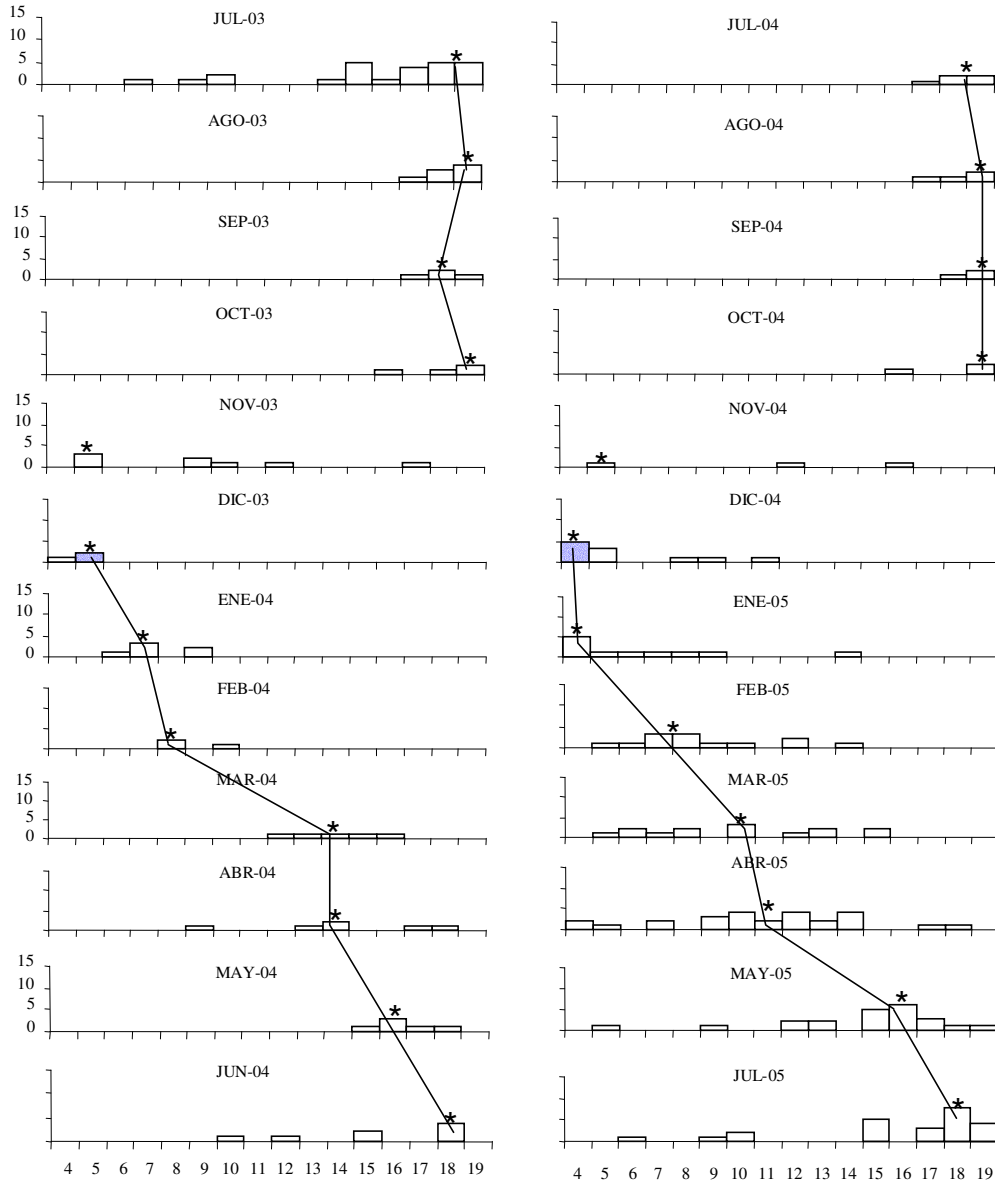 15 JUL-03 JUL-04
10
5
0 * *
AGO-03 AGO-04
* *
15 SEP-03 SEP-04
10
5
0 * *
OCT-03 OCT-04
* *
15 NOV-03 NOV-04
10
5
0 * *
DIC-03 DIC-04
* *
15 ENE-04 ENE-05
10
5
0 * *
FEB-04 FEB-05
* *
15 MAR-04 MAR-05
10
5
0 * *
ABR-04 ABR-05
* *
15 MAY-04 MAY-05
10
5
0 * *
JUN-04 JUL-05
* *
4 5 6 7 8 9 10 11 12 13 14 15 16 17 18 19 4 5 6 7 8 9 10 11 12 13 14 15 16 17 18 19